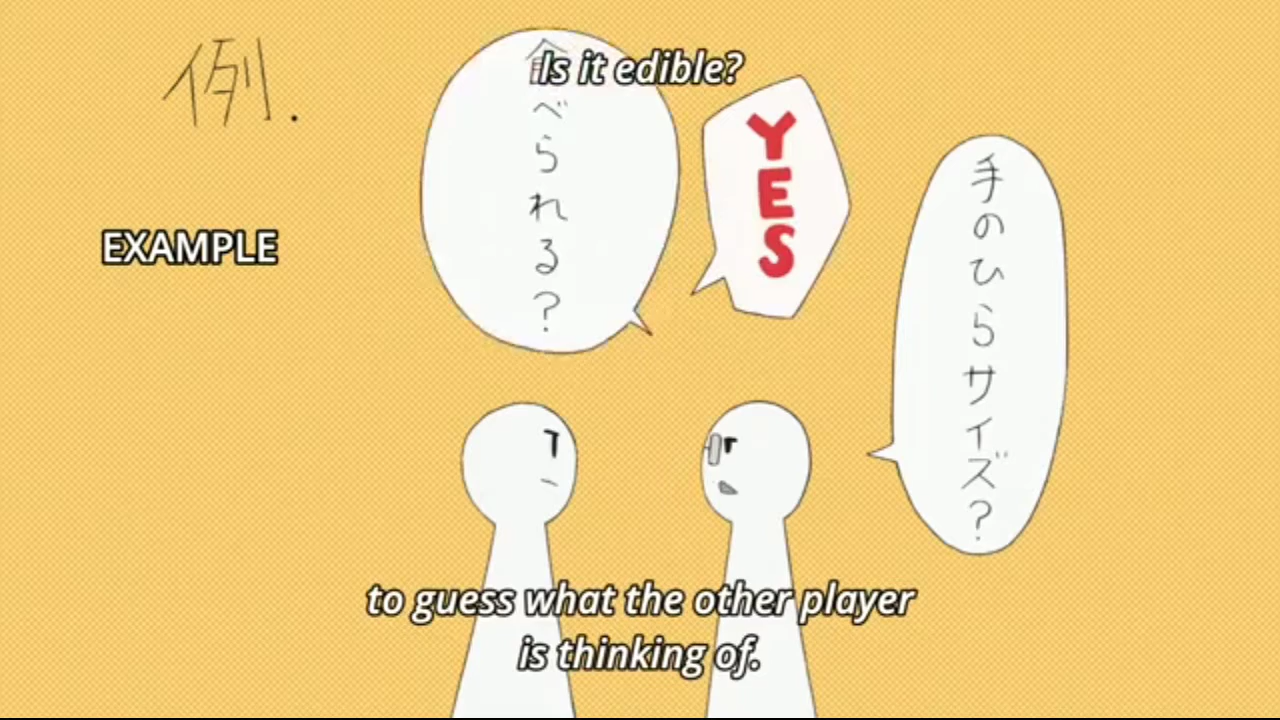 例.
Is it edible?
食べられる?
YES
手のひらサイズ?
EXAMPLE
to guess what the other player
is thinking of.